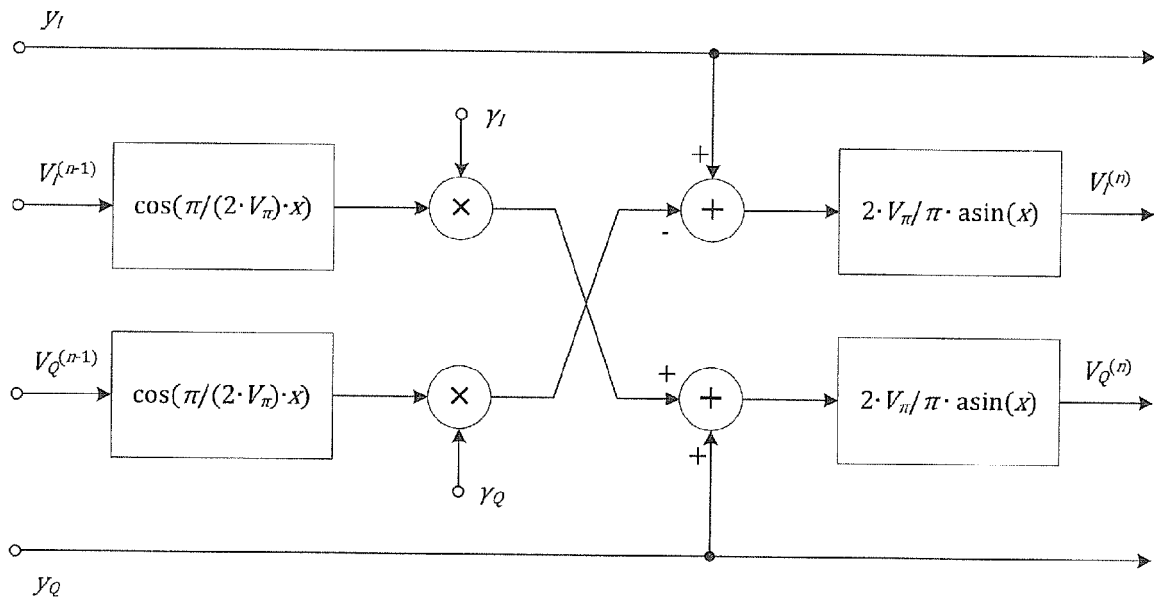 y_I
γ_I
V_I^(n-1)
cos(π/(2·V_π)·x)
×
+
+
-
2·V_π/π·asin(x)
V_I^(n)
V_Q^(n-1)
cos(π/(2·V_π)·x)
×
+
+
+
2·V_π/π·asin(x)
V_Q^(n)
γ_Q
y_Q